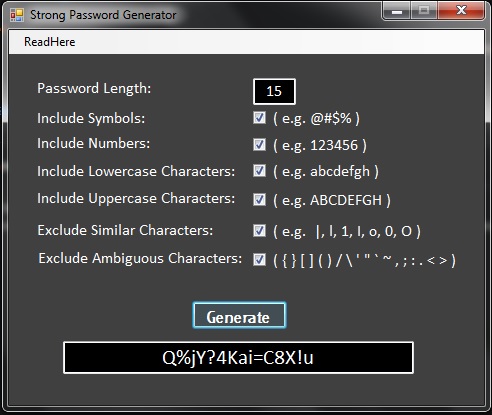 Strong Password Generator
ReadHere
Password Length: 15
Include Symbols: ( e.g. @#$% )
Include Numbers: ( e.g. 123456 )
Include Lowercase Characters: ( e.g. abcdefgh )
Include Uppercase Characters: ( e.g. ABCDEFGH )
Exclude Similar Characters: ( e.g. |, l, 1, I, o, 0, O )
Exclude Ambiguous Characters: ( { } [ ] ( ) / \ ' " ` ~ , ; : . < > )
Generate
Q%jY?4Kai=C8X!u